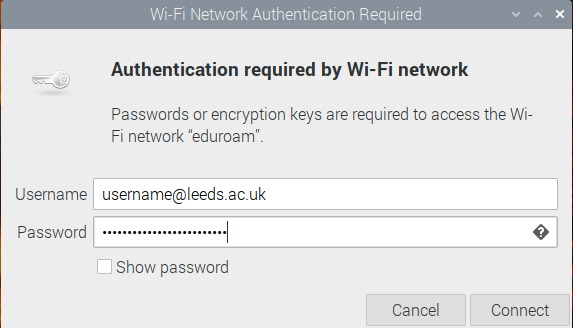 Wi-Fi Network Authentication Required
Authentication required by Wi-Fi network
Passwords or encryption keys are required to access the Wi-
Fi network “eduroam”.
Username username@leeds.ac.uk
Password •••••••••••••••••••••••••
Show password
Cancel Connect